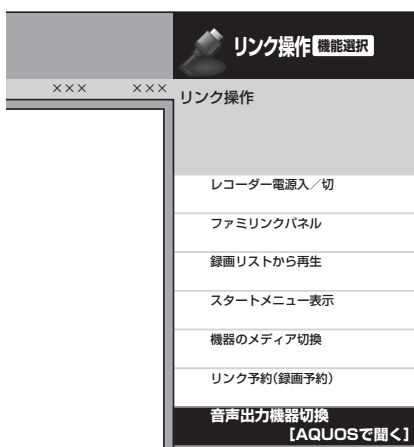 リンク操作 機能選択
××× ×××
リンク操作
レコーダー電源入／切
ファミリンクパネル
録画リストから再生
スタートメニュー表示
機器のメディア切換
リンク予約(録画予約)
音声出力機器切換
[AQUOSで聞く]